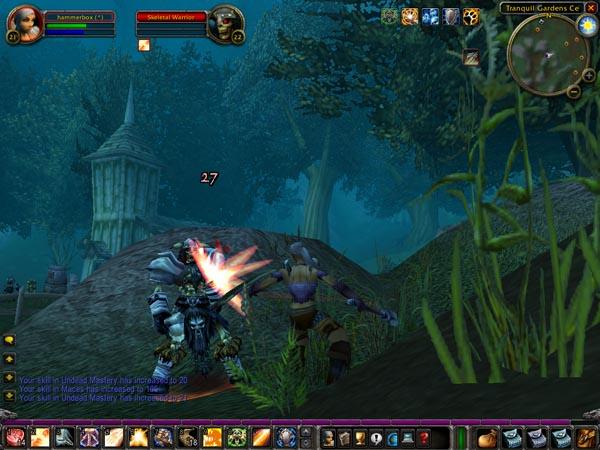 hammerbox (*)
Skeletal Warrior
Tranquil Gardens Ce
N
22
27
Your skill in Undead Mastery has increased to 20
Your skill in Maces has increased to
Your skill in Undead Mastery has increased to